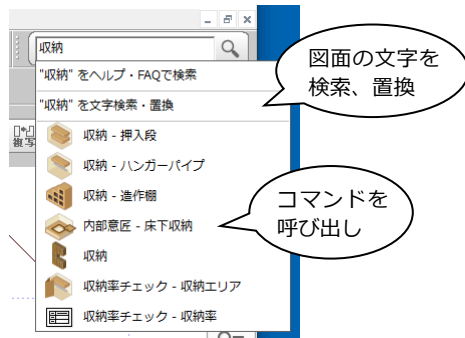 収納
"収納" をヘルプ・FAQで検索
"収納" を文字検索・置換
複写
収納 - 押入段
収納 - ハンガーパイプ
収納 - 造作棚
内部意匠 - 床下収納
収納
収納率チェック - 収納エリア
収納率チェック - 収納率
図面の文字を
検索、置換
コマンドを
呼び出し